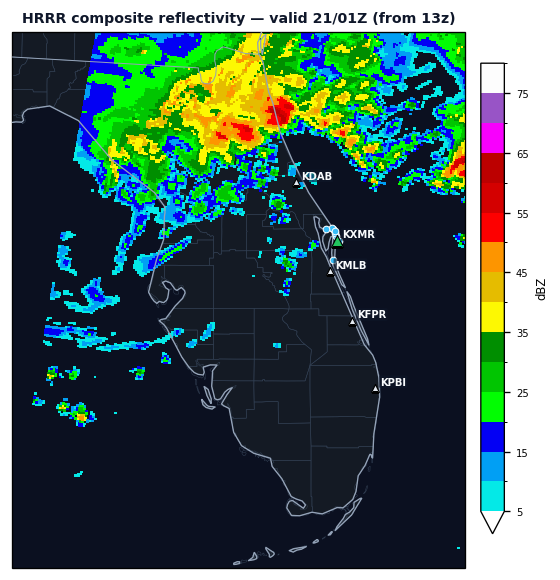 HRRR composite reflectivity — valid 21/01Z (from 13z)
KDAB
KXMR
KMLB
KFPR
KPBI
75
65
55
45
35
25
15
5
dBZ